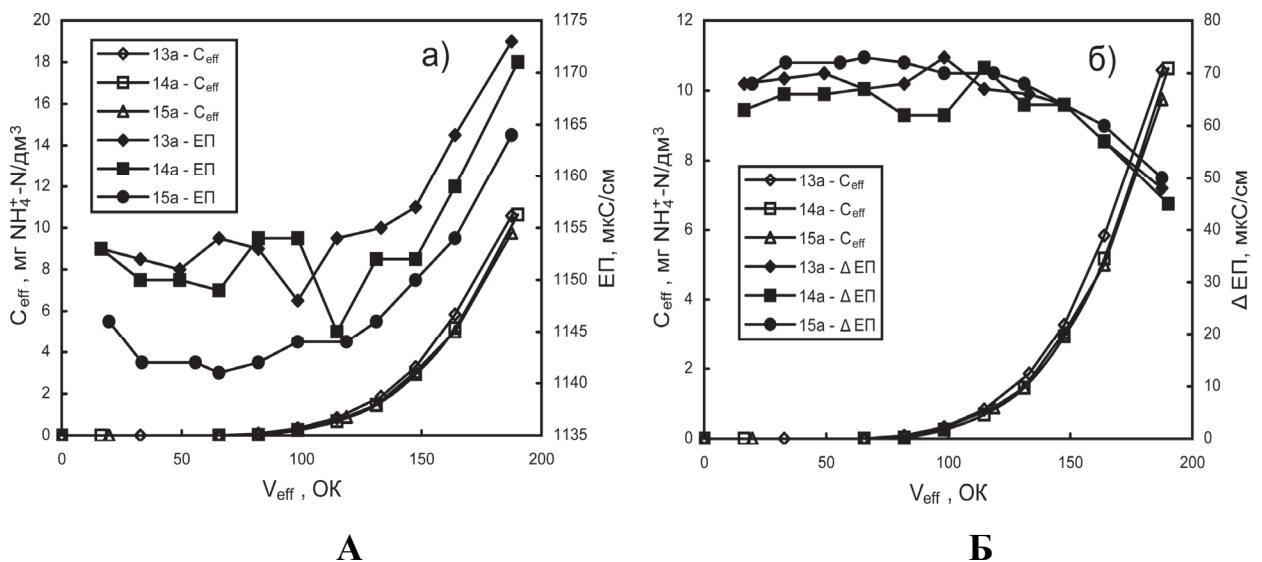 а)
C_eff , мг NH₄⁺-N/дм³
20
18
16
14
12
10
8
6
4
2
0
13a - C_eff
14a - C_eff
15a - C_eff
13a - ЕП
14a - ЕП
15a - ЕП
1175
1170
1165
1160
1155
1150
1145
1140
1135
ЕП, мкС/см
0 50 100 150 200
V_eff , ОК
А
б)
C_eff , мг NH₄⁺-N/дм³
12
10
8
6
4
2
0
13a - C_eff
14a - C_eff
15a - C_eff
13a - Δ ЕП
14a - Δ ЕП
15a - Δ ЕП
80
70
60
50
40
30
20
10
0
Δ ЕП, мкС/см
0 50 100 150 200
V_eff , ОК
Б